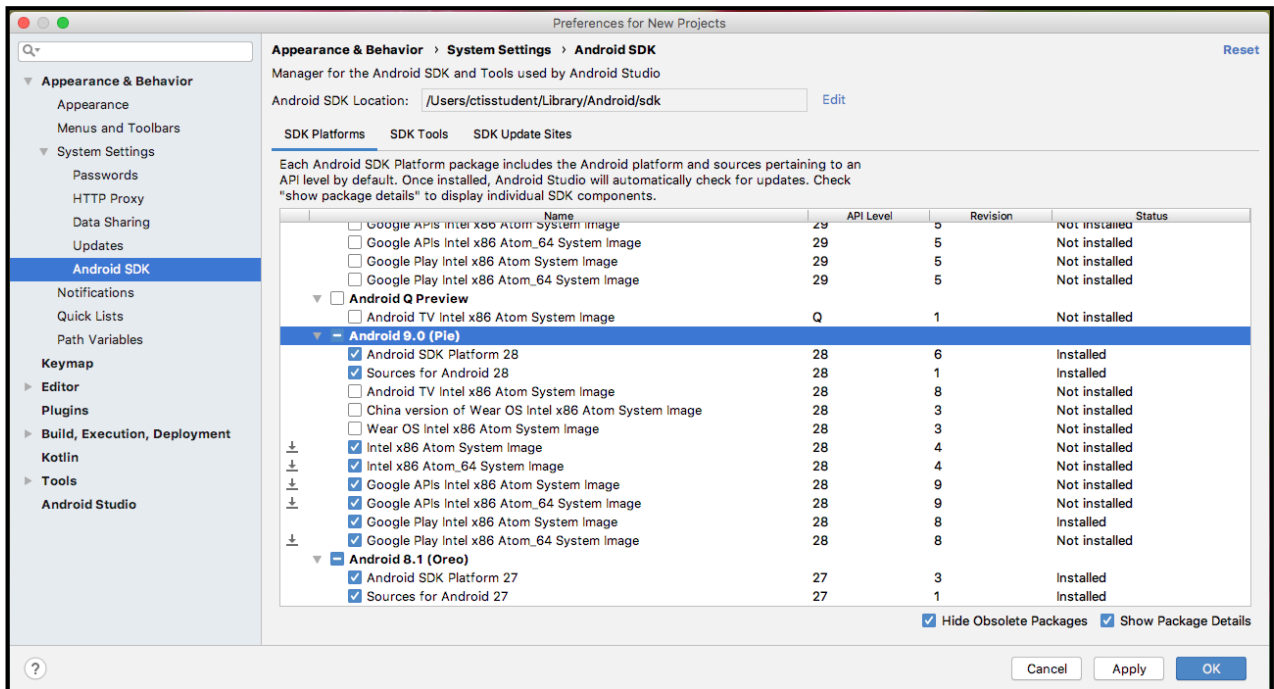 Preferences for New Projects
Appearance & Behavior › System Settings › Android SDK
Reset
Manager for the Android SDK and Tools used by Android Studio
Android SDK Location: /Users/ctisstudent/Library/Android/sdk Edit
Appearance & Behavior
Appearance
Menus and Toolbars
System Settings
Passwords
HTTP Proxy
Data Sharing
Updates
Android SDK
Notifications
Quick Lists
Path Variables
Keymap
Editor
Plugins
Build, Execution, Deployment
Kotlin
Tools
Android Studio
SDK Platforms SDK Tools SDK Update Sites
Each Android SDK Platform package includes the Android platform and sources pertaining to an
API level by default. Once installed, Android Studio will automatically check for updates. Check
"show package details" to display individual SDK components.
Name API Level Revision Status
Google APIs Intel x86 Atom System Image 29 5 Not installed
Google APIs Intel x86 Atom_64 System Image 29 5 Not installed
Google Play Intel x86 Atom System Image 29 5 Not installed
Google Play Intel x86 Atom_64 System Image 29 5 Not installed
Android Q Preview
Android TV Intel x86 Atom System Image Q 1 Not installed
Android 9.0 (Pie)
Android SDK Platform 28 28 6 Installed
Sources for Android 28 28 1 Installed
Android TV Intel x86 Atom System Image 28 8 Not installed
China version of Wear OS Intel x86 Atom System Image 28 3 Not installed
Wear OS Intel x86 Atom System Image 28 3 Not installed
Intel x86 Atom System Image 28 4 Not installed
Intel x86 Atom_64 System Image 28 4 Not installed
Google APIs Intel x86 Atom System Image 28 9 Not installed
Google APIs Intel x86 Atom_64 System Image 28 9 Not installed
Google Play Intel x86 Atom System Image 28 8 Installed
Google Play Intel x86 Atom_64 System Image 28 8 Not installed
Android 8.1 (Oreo)
Android SDK Platform 27 27 3 Installed
Sources for Android 27 27 1 Installed
Hide Obsolete Packages Show Package Details
? Cancel Apply OK